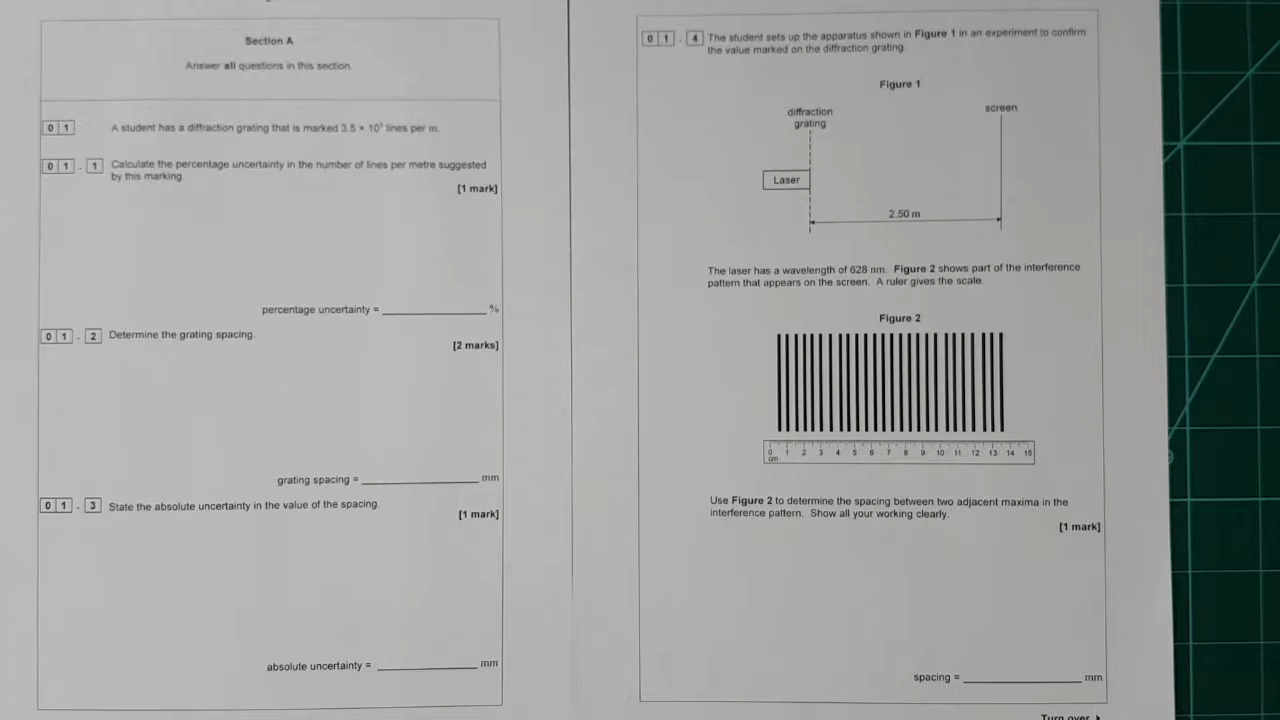 Section A
Answer all questions in this section.
0 1 A student has a diffraction grating that is marked 3.5 × 10³ lines per m.
0 1 . 1 Calculate the percentage uncertainty in the number of lines per metre suggested
by this marking.
[1 mark]
percentage uncertainty = ____________ %
0 1 . 2 Determine the grating spacing.
[2 marks]
grating spacing = ____________ mm
0 1 . 3 State the absolute uncertainty in the value of the spacing.
[1 mark]
absolute uncertainty = ____________ mm
0 1 . 4 The student sets up the apparatus shown in Figure 1 in an experiment to confirm
the value marked on the diffraction grating.
Figure 1
diffraction
grating
screen
Laser
2.50 m
The laser has a wavelength of 628 nm. Figure 2 shows part of the interference
pattern that appears on the screen. A ruler gives the scale.
Figure 2
0 1 2 3 4 5 6 7 8 9 10 11 12 13 14 15
cm
Use Figure 2 to determine the spacing between two adjacent maxima in the
interference pattern. Show all your working clearly.
[1 mark]
spacing = ____________ mm
Turn over